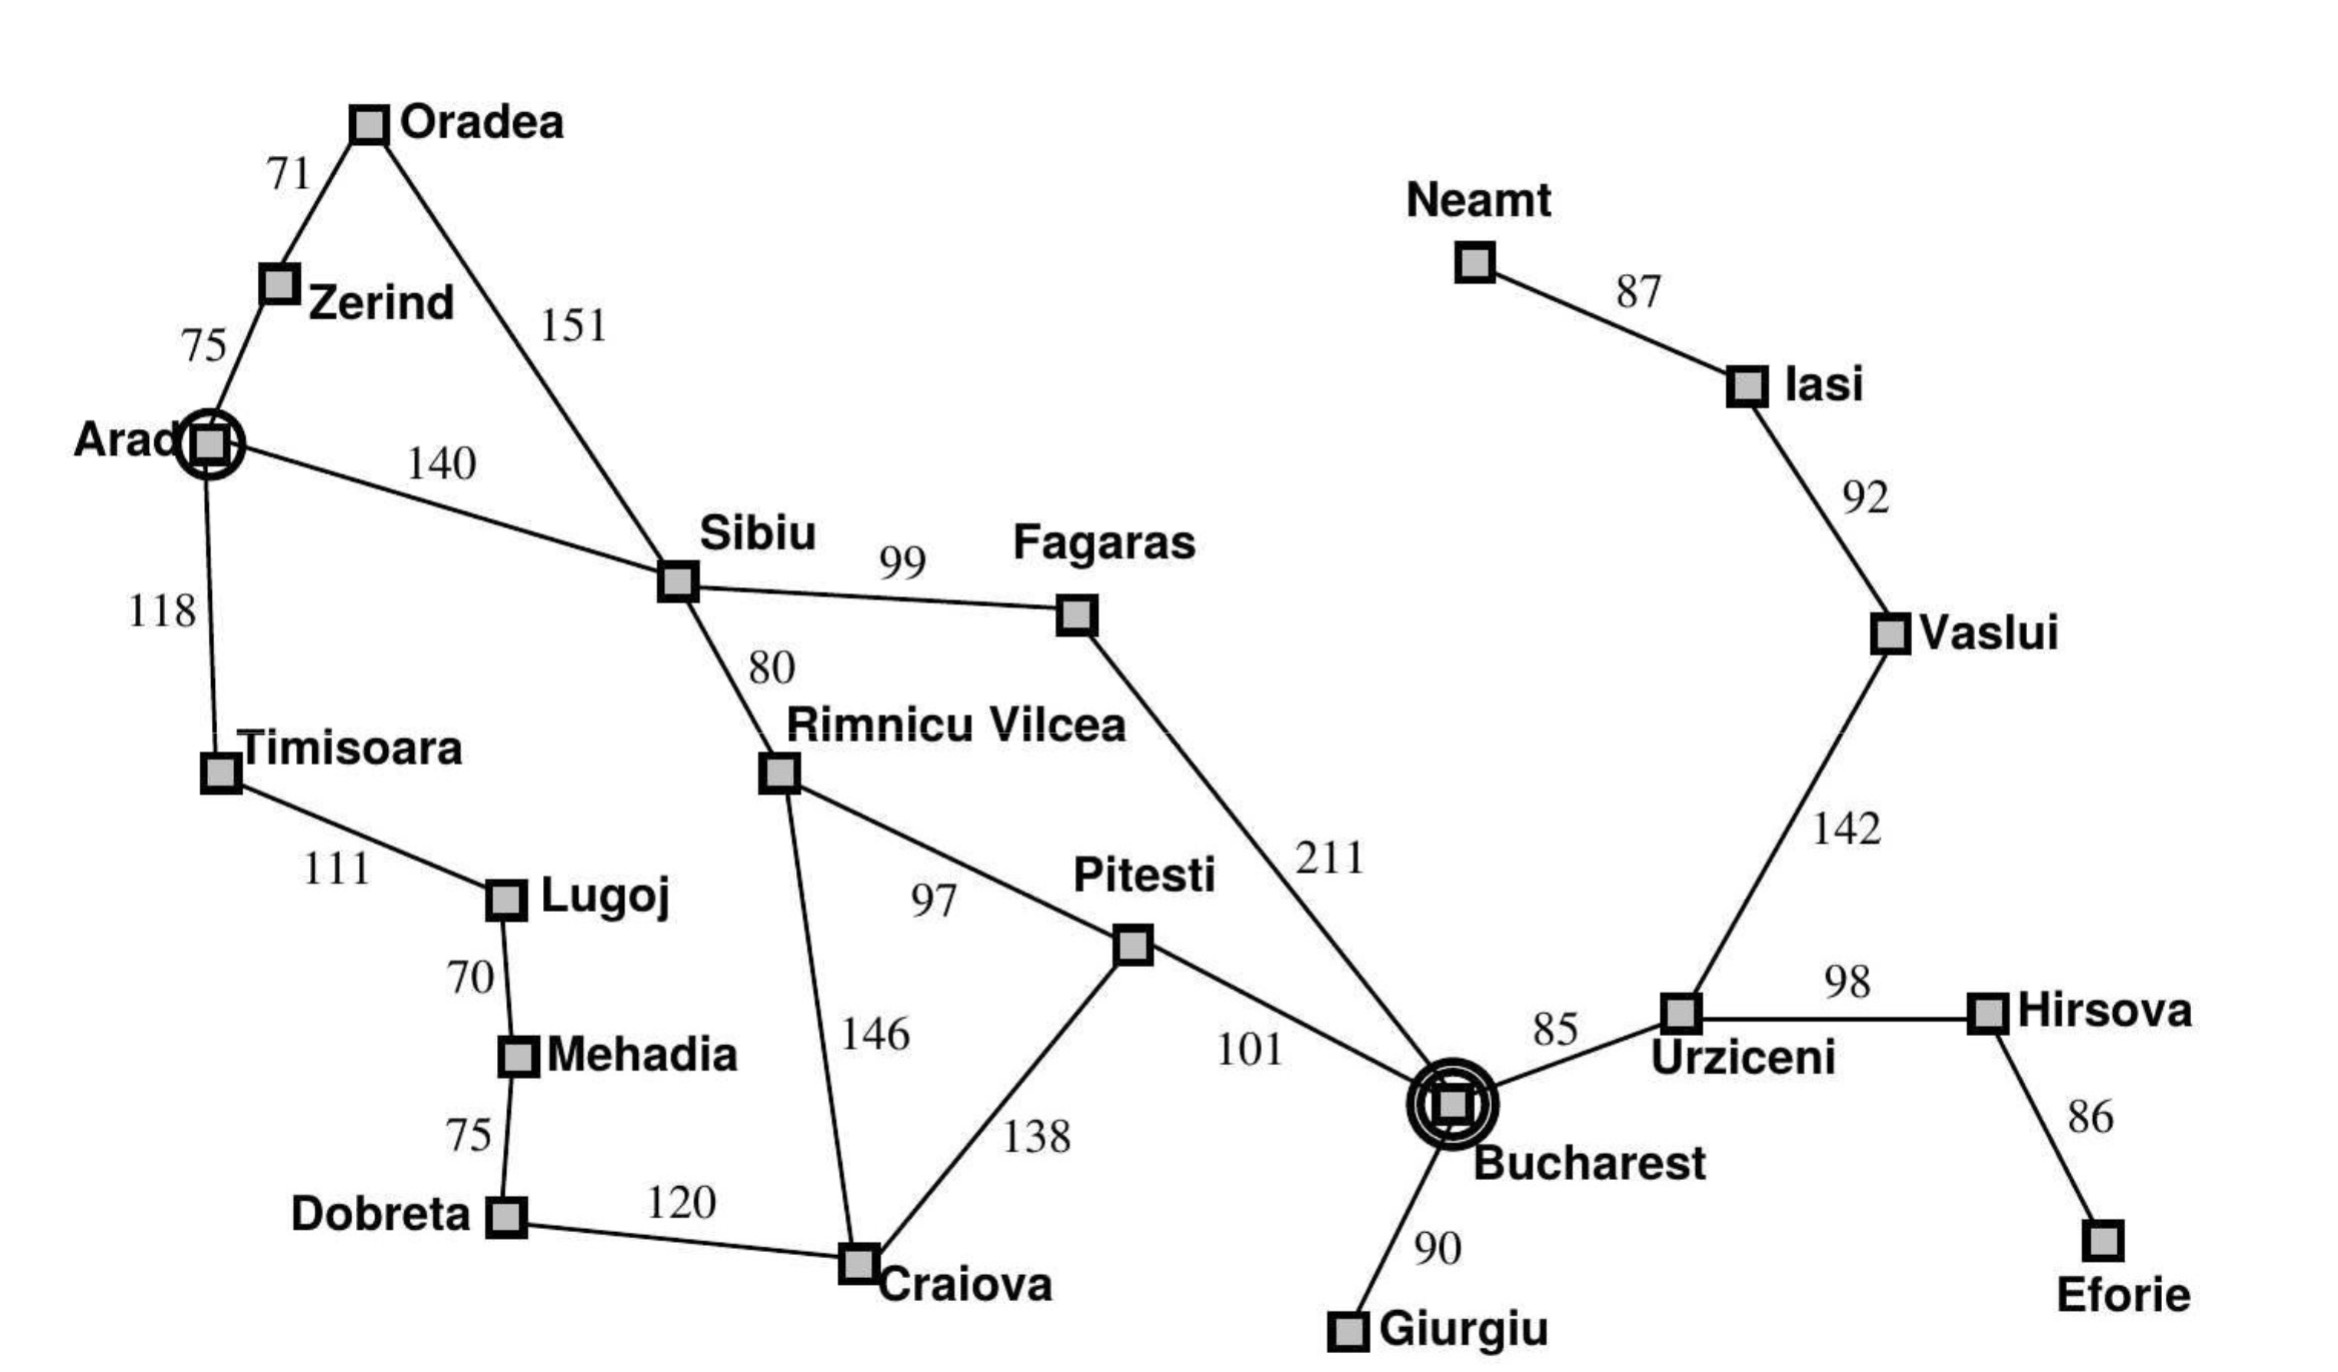 Oradea
71
Neamt
87
Zerind
151
75
Iasi
Arad
140
92
Sibiu
Fagaras
99
118
Vaslui
80
Rimnicu Vilcea
Timisoara
142
211
111
Lugoj
97
Pitesti
70
98
Hirsova
146
101
85
Urziceni
Mehadia
86
75
138
Bucharest
120
Dobreta
90
Craiova
Eforie
Giurgiu